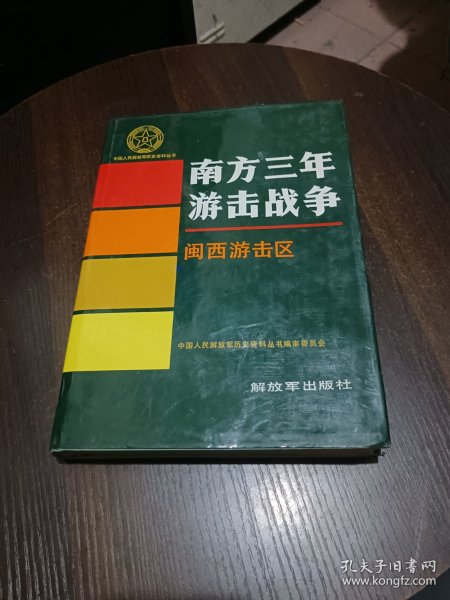 中国人民解放军历史资料丛书
南方三年
游击战争
闽西游击区
中国人民解放军历史资料丛书编审委员会
解放军出版社
孔夫子旧书网
www.kongfz.com